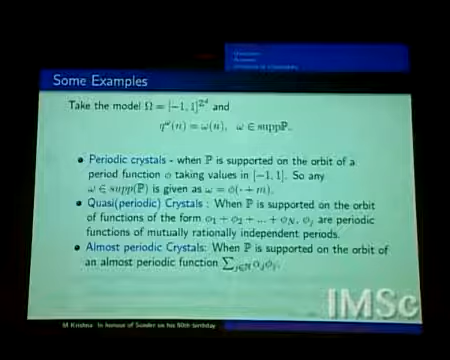 Some Examples
Take the model Ω = [−1, 1]^{ℤ^d} and
η^ω(n) = ω(n), ω ∈ suppℙ.
● Periodic crystals - when ℙ is supported on the orbit of a
period function ϕ taking values in [−1, 1]. So any
ω ∈ supp(ℙ) is given as ω = ϕ(· + m).
● Quasi(periodic) Crystals : When ℙ is supported on the orbit
of functions of the form ϕ₁ + ϕ₂ + ... + ϕ_N, ϕ_j are periodic
functions of mutually rationally independent periods.
● Almost periodic Crystals: When ℙ is supported on the orbit of
an almost periodic function ∑_{j∈ℕ} α_jϕ_j.
IMSc
M Krishna In honour of Sunder on his 60th birthday